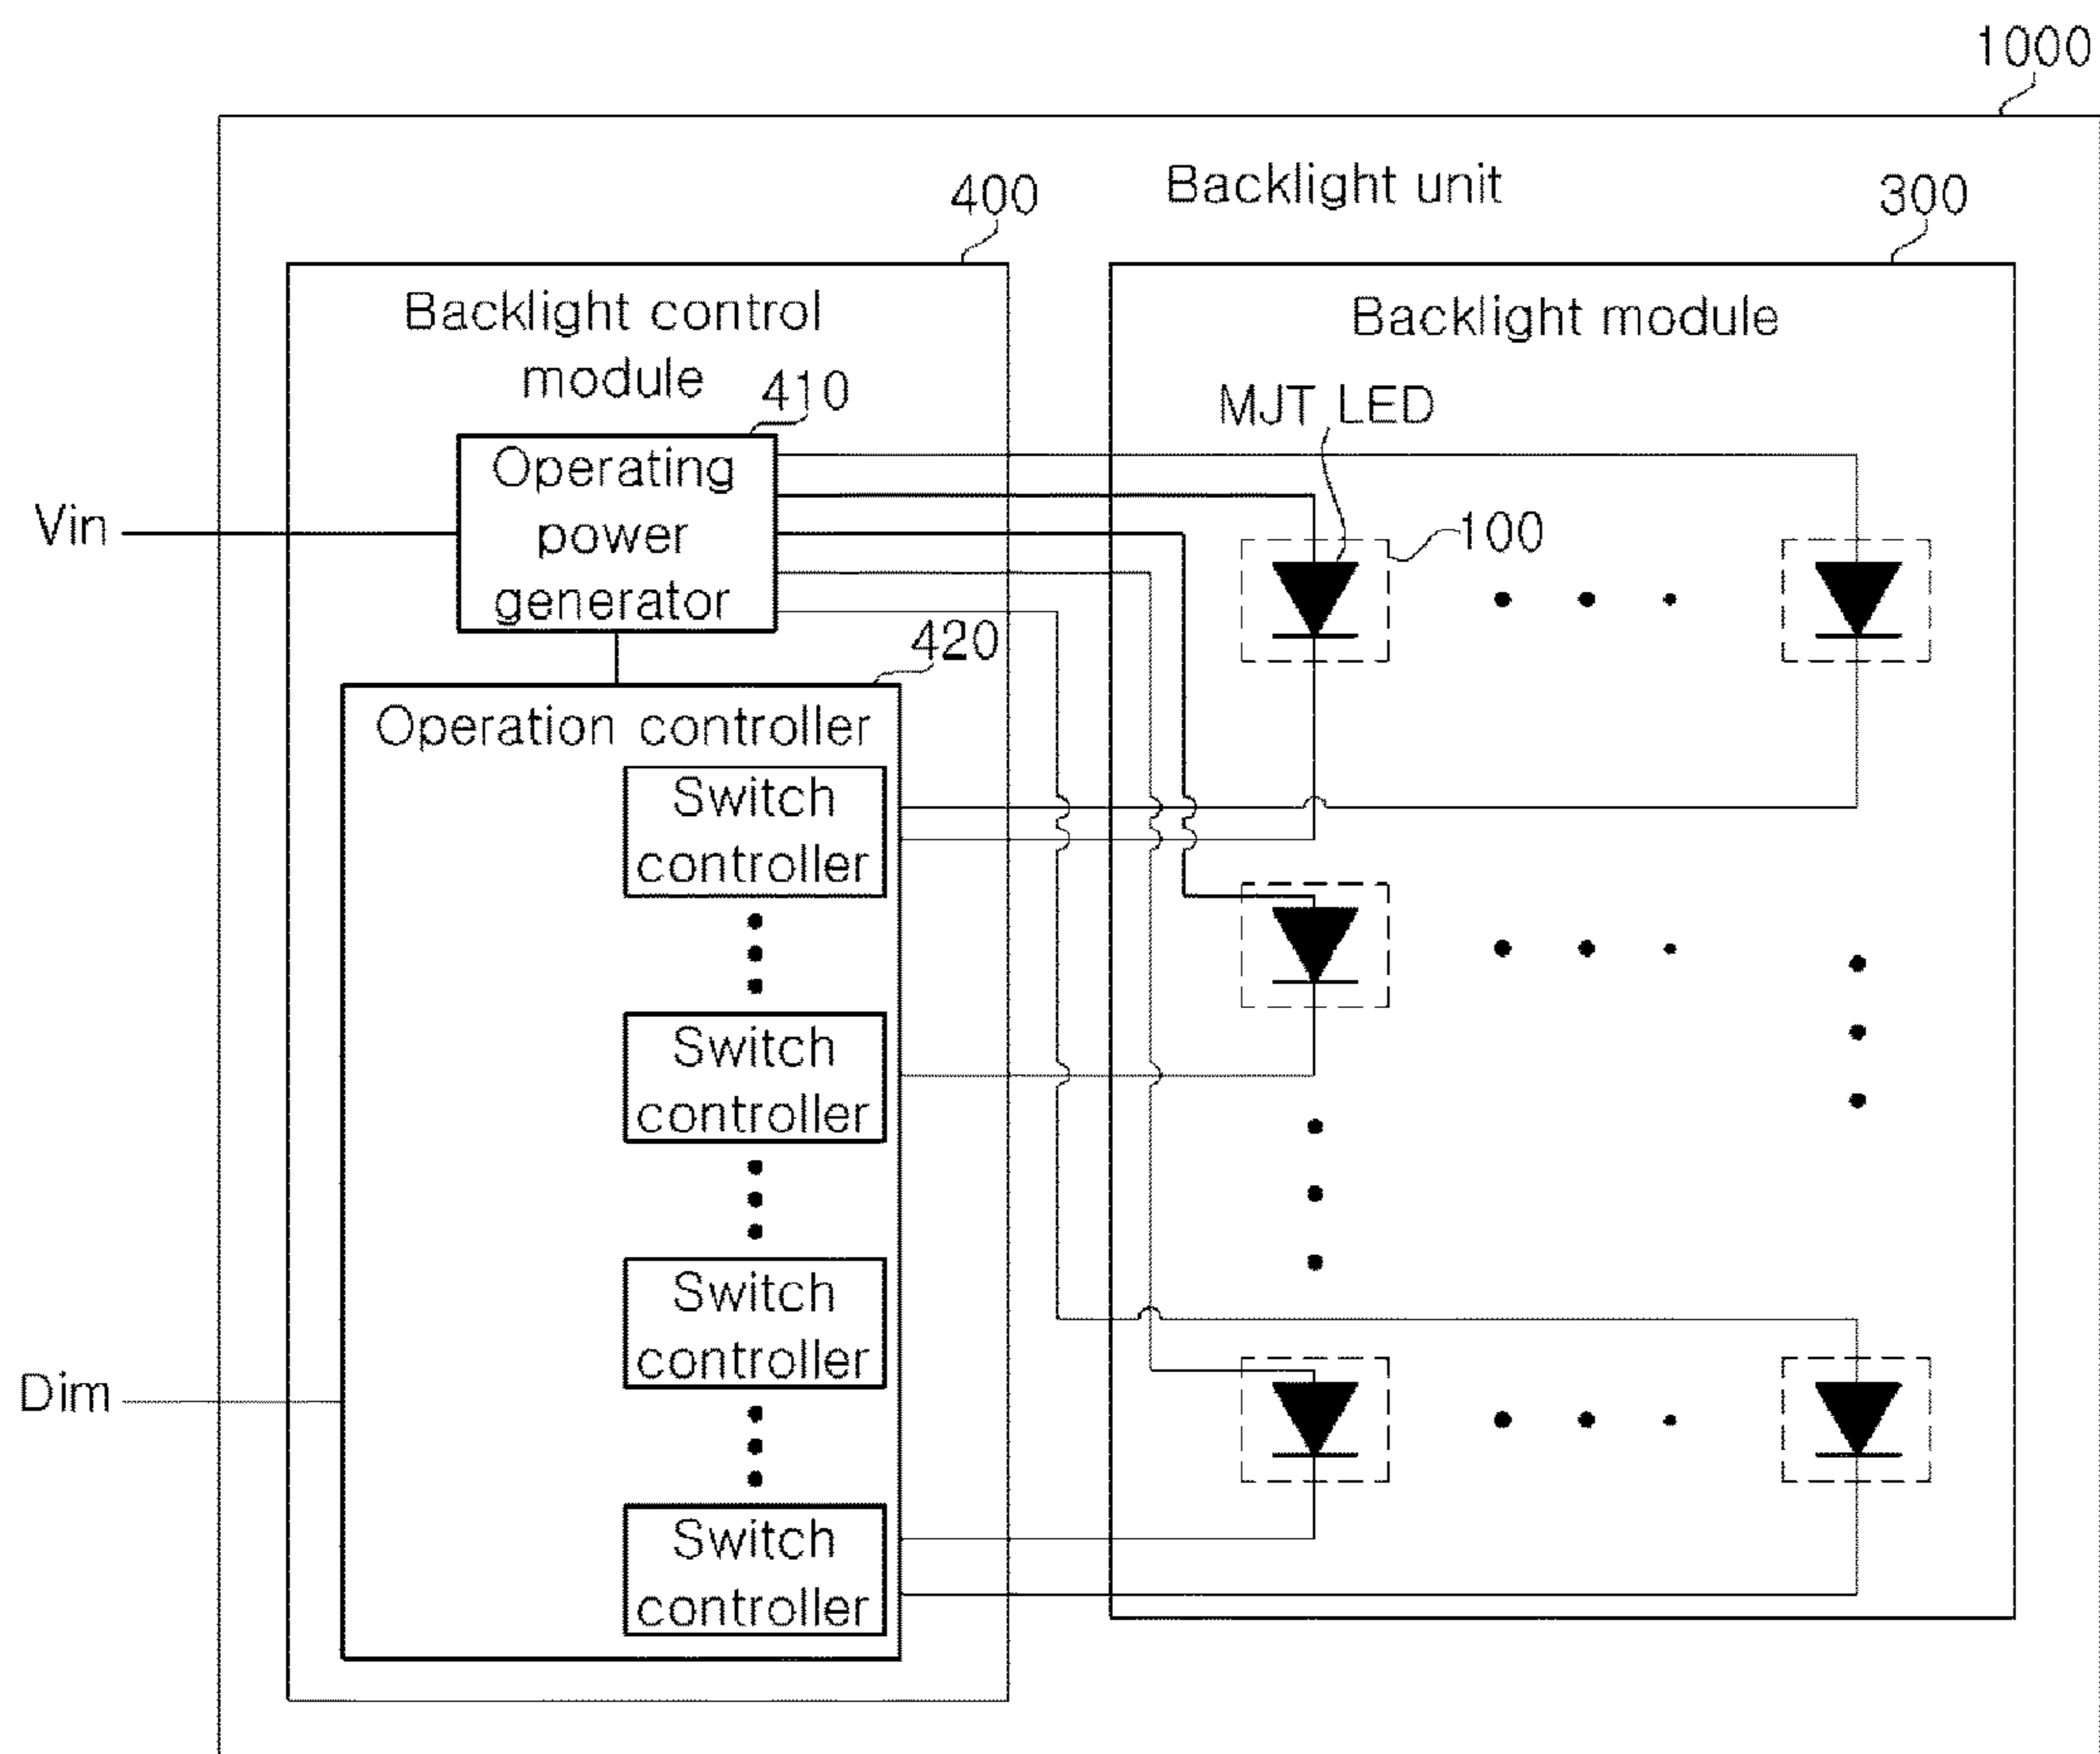 1000
Backlight unit
400
300
Backlight control
module
Backlight module
410
MJT LED
Operating
power
generator
Vin
100
420
Operation controller
Switch
controller
Switch
controller
Switch
controller
Dim
Switch
controller